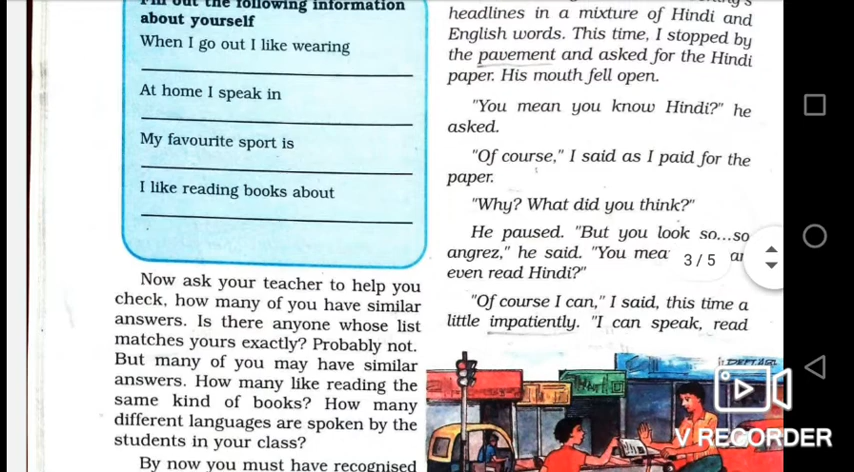 Fill out the following information
about yourself
When I go out I like wearing
At home I speak in
My favourite sport is
I like reading books about
Now ask your teacher to help you
check, how many of you have similar
answers. Is there anyone whose list
matches yours exactly? Probably not.
But many of you may have similar
answers. How many like reading the
same kind of books? How many
different languages are spoken by the
students in your class?
By now you must have recognised
headlines in a mixture of Hindi and
English words. This time, I stopped by
the pavement and asked for the Hindi
paper. His mouth fell open.
"You mean you know Hindi?" he
asked.
"Of course," I said as I paid for the
paper.
"Why? What did you think?"
He paused. "But you look so...so
angrez," he said. "You mea
even read Hindi?"
"Of course I can," I said, this time a
little impatiently. "I can speak, read
3 / 5
V RECORDER